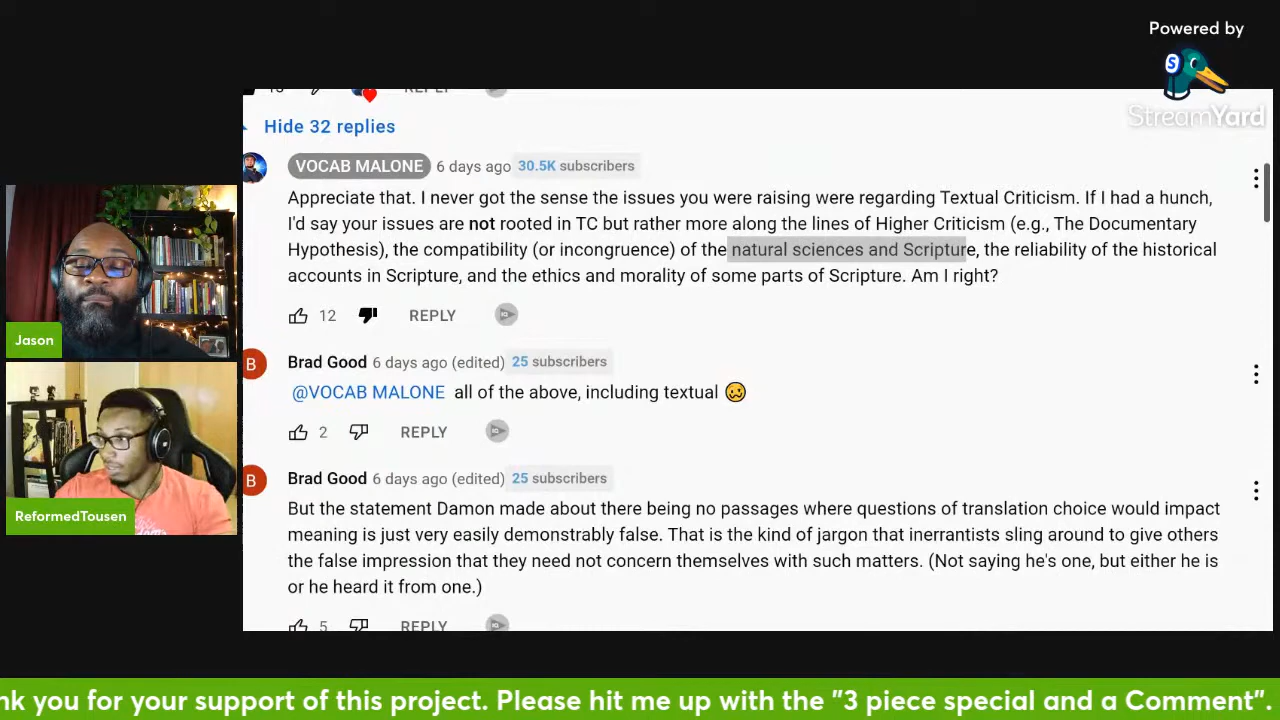 Powered by
StreamYard
REPLY
Hide 32 replies
VOCAB MALONE 6 days ago 30.5K subscribers
Appreciate that. I never got the sense the issues you were raising were regarding Textual Criticism. If I had a hunch,
I'd say your issues are not rooted in TC but rather more along the lines of Higher Criticism (e.g., The Documentary
Hypothesis), the compatibility (or incongruence) of the natural sciences and Scripture, the reliability of the historical
accounts in Scripture, and the ethics and morality of some parts of Scripture. Am I right?
12 REPLY
Jason
B
Brad Good 6 days ago (edited) 25 subscribers
@VOCAB MALONE all of the above, including textual 🥴
2 REPLY
B
Brad Good 6 days ago (edited) 25 subscribers
But the statement Damon made about there being no passages where questions of translation choice would impact
meaning is just very easily demonstrably false. That is the kind of jargon that inerrantists sling around to give others
the false impression that they need not concern themselves with such matters. (Not saying he's one, but either he is
or he heard it from one.)
5 REPLY
ReformedTousen
nk you for your support of this project. Please hit me up with the "3 piece special and a Comment".